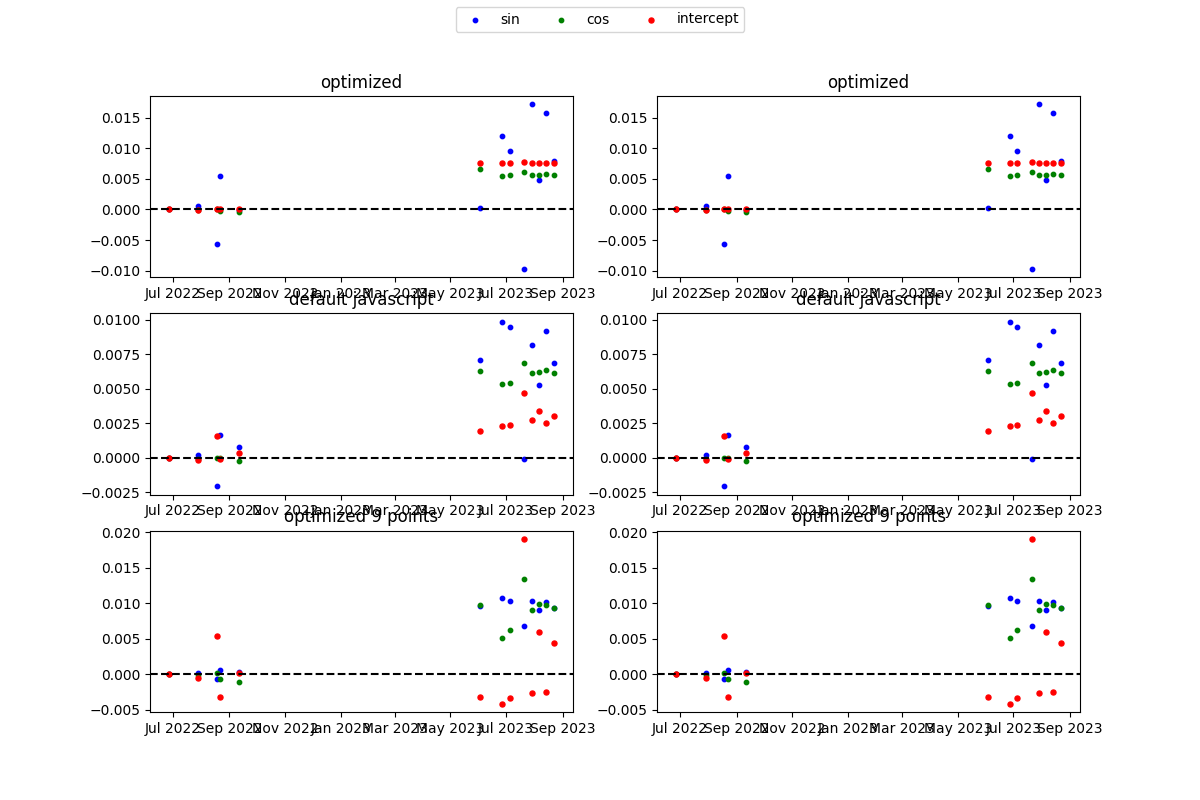 sin cos intercept
optimized optimized
0.015 0.015
0.010 0.010
0.005 0.005
0.000 0.000
−0.005 −0.005
−0.010 −0.010
Jul 2022 Sep 2022 Nov 2022 Jan 2023 Mar 2023 May 2023 Jul 2023 Sep 2023 Jul 2022 Sep 2022 Nov 2022 Jan 2023 Mar 2023 May 2023 Jul 2023 Sep 2023
default javascript default javascript
0.0100 0.0100
0.0075 0.0075
0.0050 0.0050
0.0025 0.0025
0.0000 0.0000
−0.0025 −0.0025
Jul 2022 Sep 2022 Nov 2022 Jan 2023 Mar 2023 May 2023 Jul 2023 Sep 2023 Jul 2022 Sep 2022 Nov 2022 Jan 2023 Mar 2023 May 2023 Jul 2023 Sep 2023
optimized 9 points optimized 9 points
0.020 0.020
0.015 0.015
0.010 0.010
0.005 0.005
0.000 0.000
−0.005 −0.005
Jul 2022 Sep 2022 Nov 2022 Jan 2023 Mar 2023 May 2023 Jul 2023 Sep 2023 Jul 2022 Sep 2022 Nov 2022 Jan 2023 Mar 2023 May 2023 Jul 2023 Sep 2023